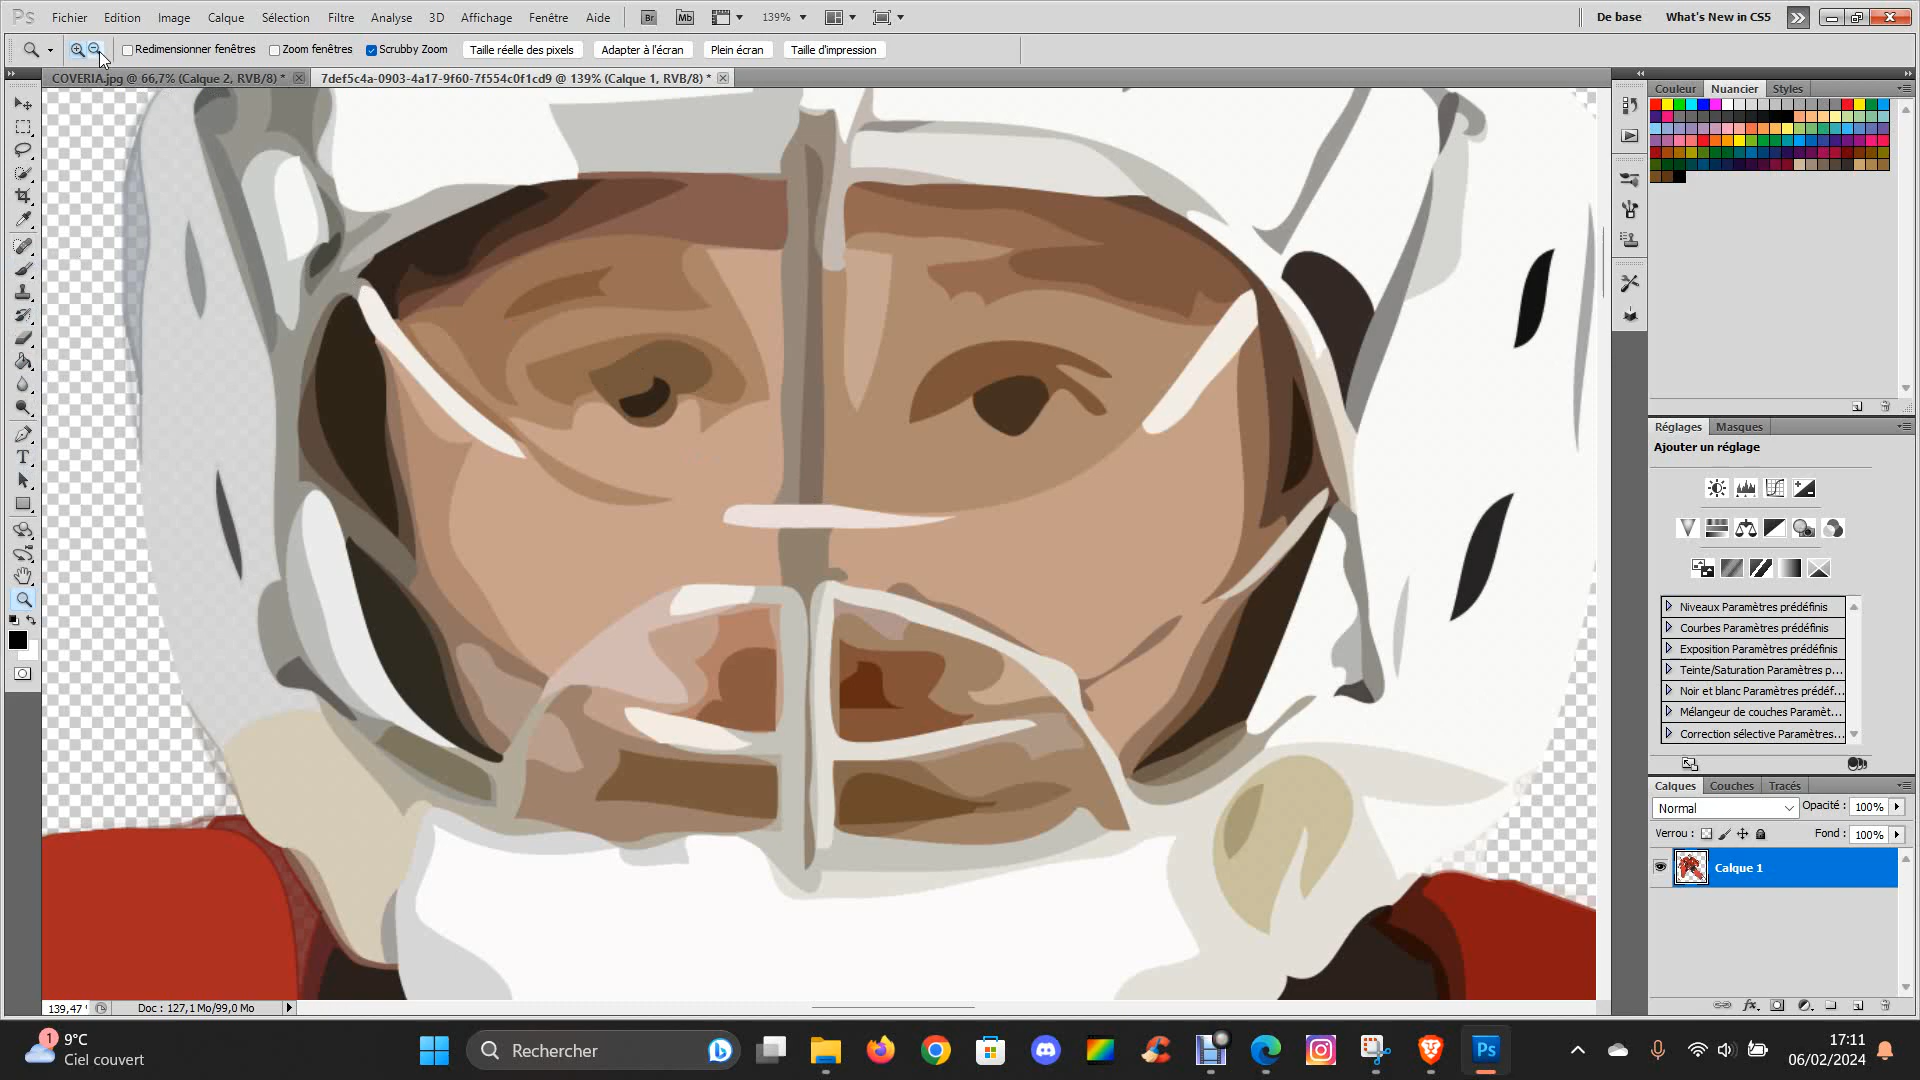 Ps Fichier Edition Image Calque Sélection Filtre Analyse 3D Affichage Fenêtre Aide Br Mb 139% De base What's New in CS5
Redimensionner fenêtres Zoom fenêtres Scrubby Zoom Taille réelle des pixels Adapter à l'écran Plein écran Taille d'impression
COVERIA.jpg @ 66,7% (Calque 2, RVB/8) * 7def5c4a-0903-4a17-9f60-7f554c0f1cd9 @ 139% (Calque 1, RVB/8) *
Couleur Nuancier Styles
Réglages Masques
Ajouter un réglage
Niveaux Paramètres prédéfinis
Courbes Paramètres prédéfinis
Exposition Paramètres prédéfinis
Teinte/Saturation Paramètres p...
Noir et blanc Paramètres prédéf...
Mélangeur de couches Paramèt...
Correction sélective Paramètres...
Calques Couches Tracés
Normal Opacité : 100%
Verrou : Fond : 100%
Calque 1
139,47 Doc : 127,1 Mo/99,0 Mo
1 9°C
Ciel couvert
Rechercher
Ps
17:11
06/02/2024